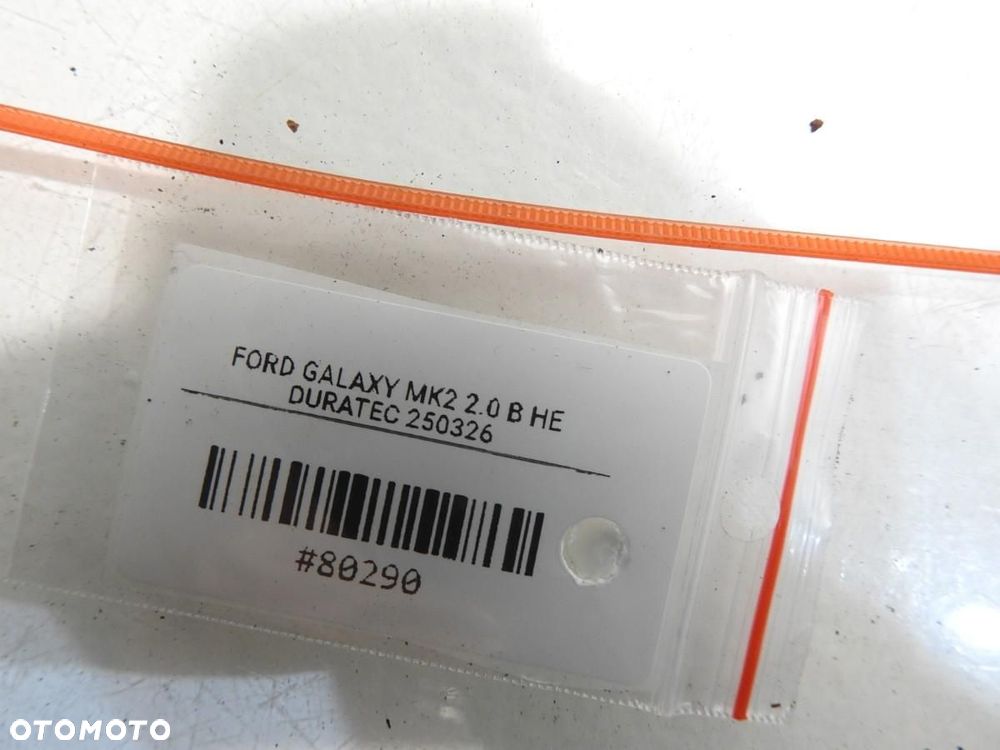 FORD GALAXY MK2 2.0 B HE
DURATEC 250326
#80290
OTOMOTO